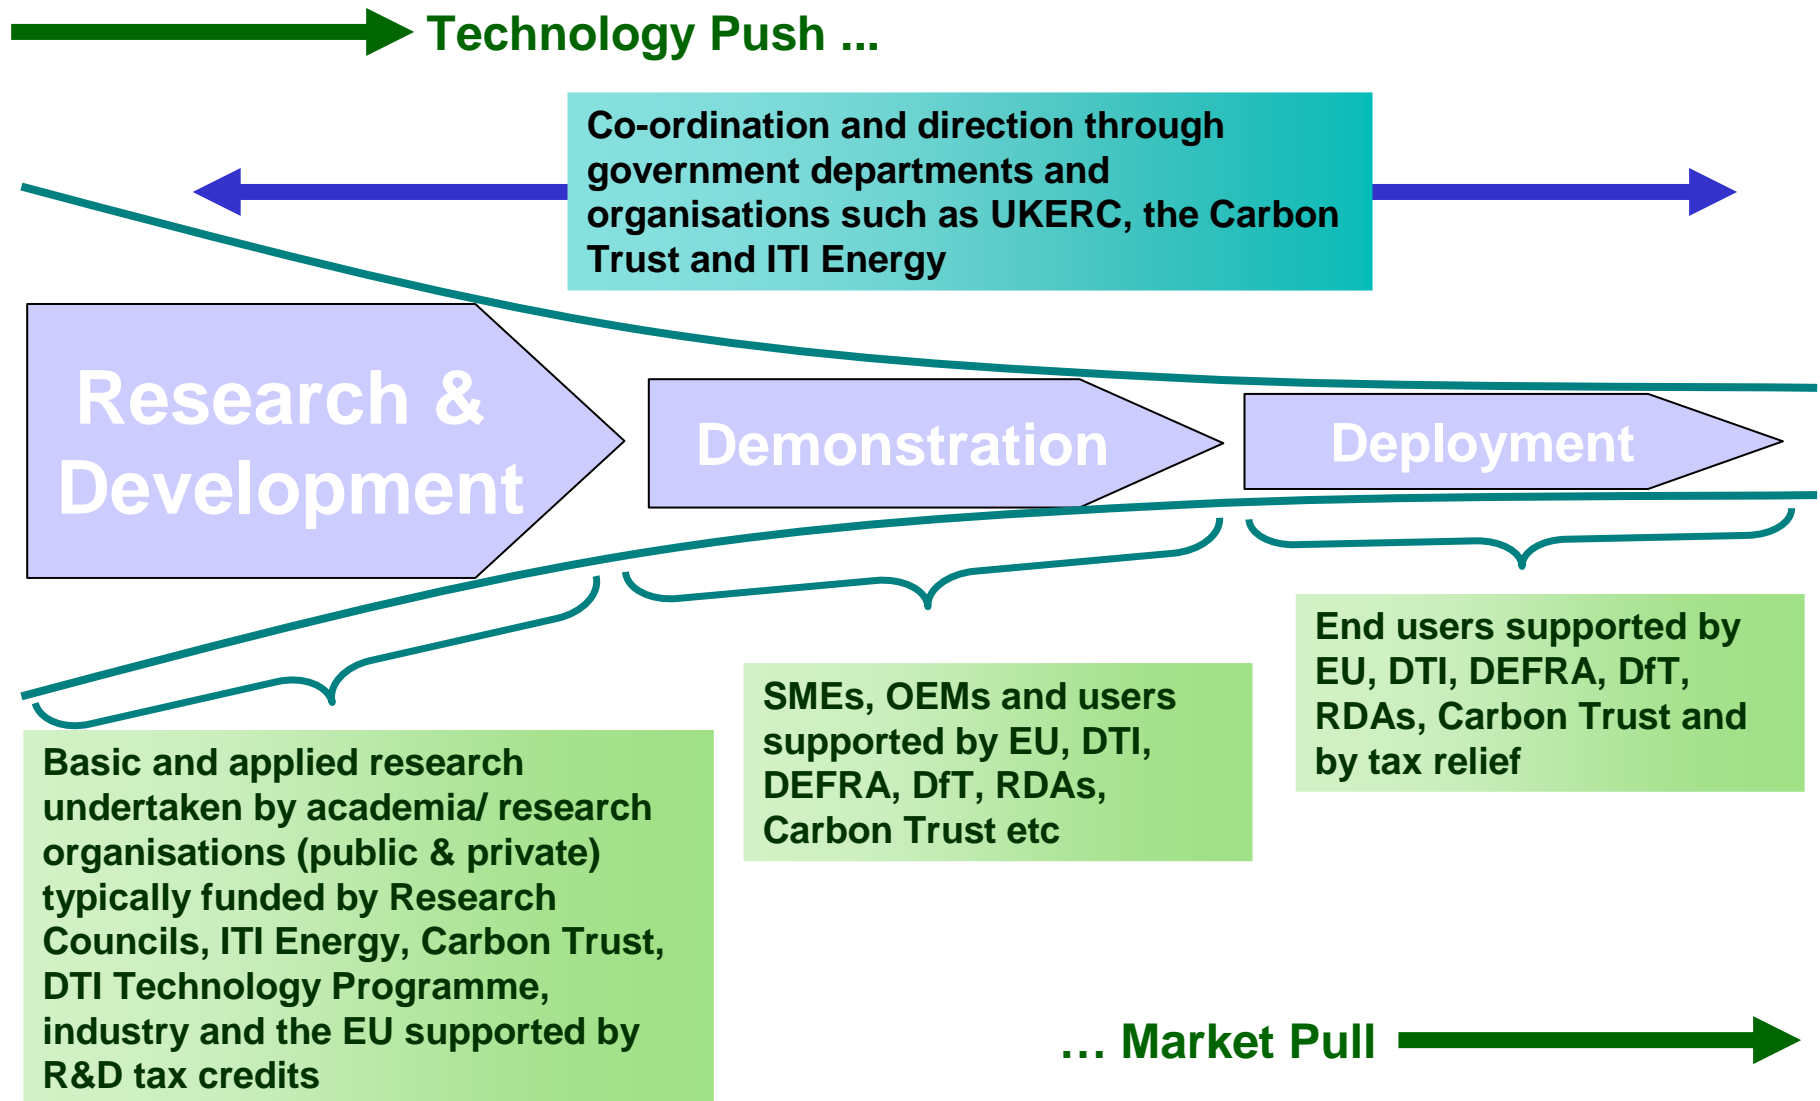 Technology Push ...
Co-ordination and direction through
government departments and
organisations such as UKERC, the Carbon
Trust and ITI Energy
Research &
Development
Demonstration
Deployment
Basic and applied research
undertaken by academia/ research
organisations (public & private)
typically funded by Research
Councils, ITI Energy, Carbon Trust,
DTI Technology Programme,
industry and the EU supported by
R&D tax credits
SMEs, OEMs and users
supported by EU, DTI,
DEFRA, DfT, RDAs,
Carbon Trust etc
End users supported by
EU, DTI, DEFRA, DfT,
RDAs, Carbon Trust and
by tax relief
... Market Pull